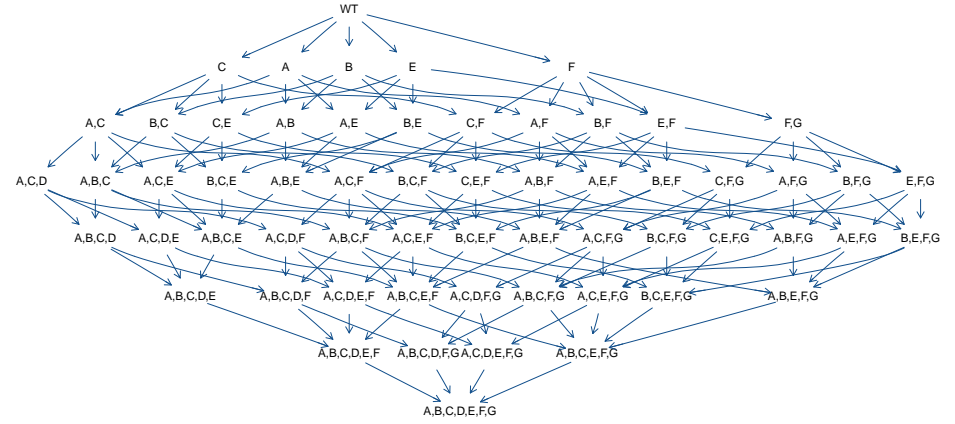 WT
C A B E F
A,C B,C C,E A,B A,E B,E C,F A,F B,F E,F F,G
A,C,D A,B,C A,C,E B,C,E A,B,E A,C,F B,C,F C,E,F A,B,F A,E,F B,E,F C,F,G A,F,G B,F,G E,F,G
A,B,C,D A,C,D,E A,B,C,E A,C,D,F A,B,C,F A,C,E,F B,C,E,F A,B,E,F A,C,F,G B,C,F,G C,E,F,G A,B,F,G A,E,F,G B,E,F,G
A,B,C,D,E A,B,C,D,F A,C,D,E,F A,B,C,E,F A,C,D,F,G A,B,C,F,G A,C,E,F,G B,C,E,F,G A,B,E,F,G
A,B,C,D,E,F A,B,C,D,F,G A,C,D,E,F,G A,B,C,E,F,G
A,B,C,D,E,F,G